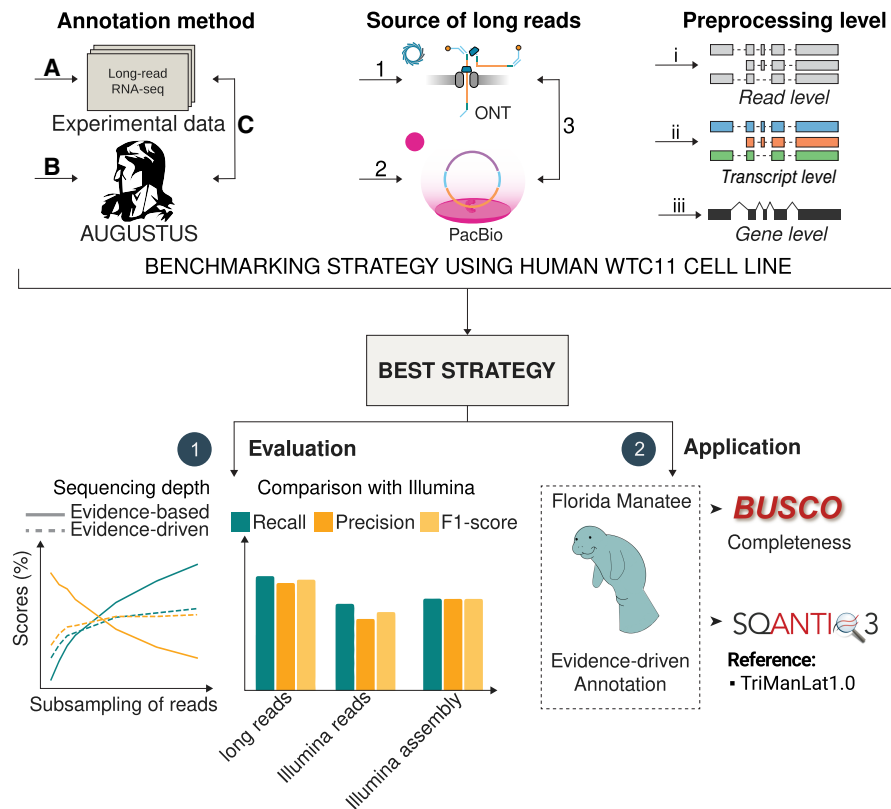 Annotation method
Source of long reads
Preprocessing level
A
Long-read
RNA-seq
Experimental data
B
C
AUGUSTUS
1
ONT
2
3
PacBio
i
Read level
ii
Transcript level
iii
Gene level
BENCHMARKING STRATEGY USING HUMAN WTC11 CELL LINE
BEST STRATEGY
1
Evaluation
2
Application
Sequencing depth
Evidence-based
Evidence-driven
Scores (%)
Subsampling of reads
Comparison with Illumina
Recall
Precision
F1-score
long reads
Illumina reads
Illumina assembly
Florida Manatee
Evidence-driven
Annotation
BUSCO
Completeness
SQANTI 3
Reference:
▪ TriManLat1.0